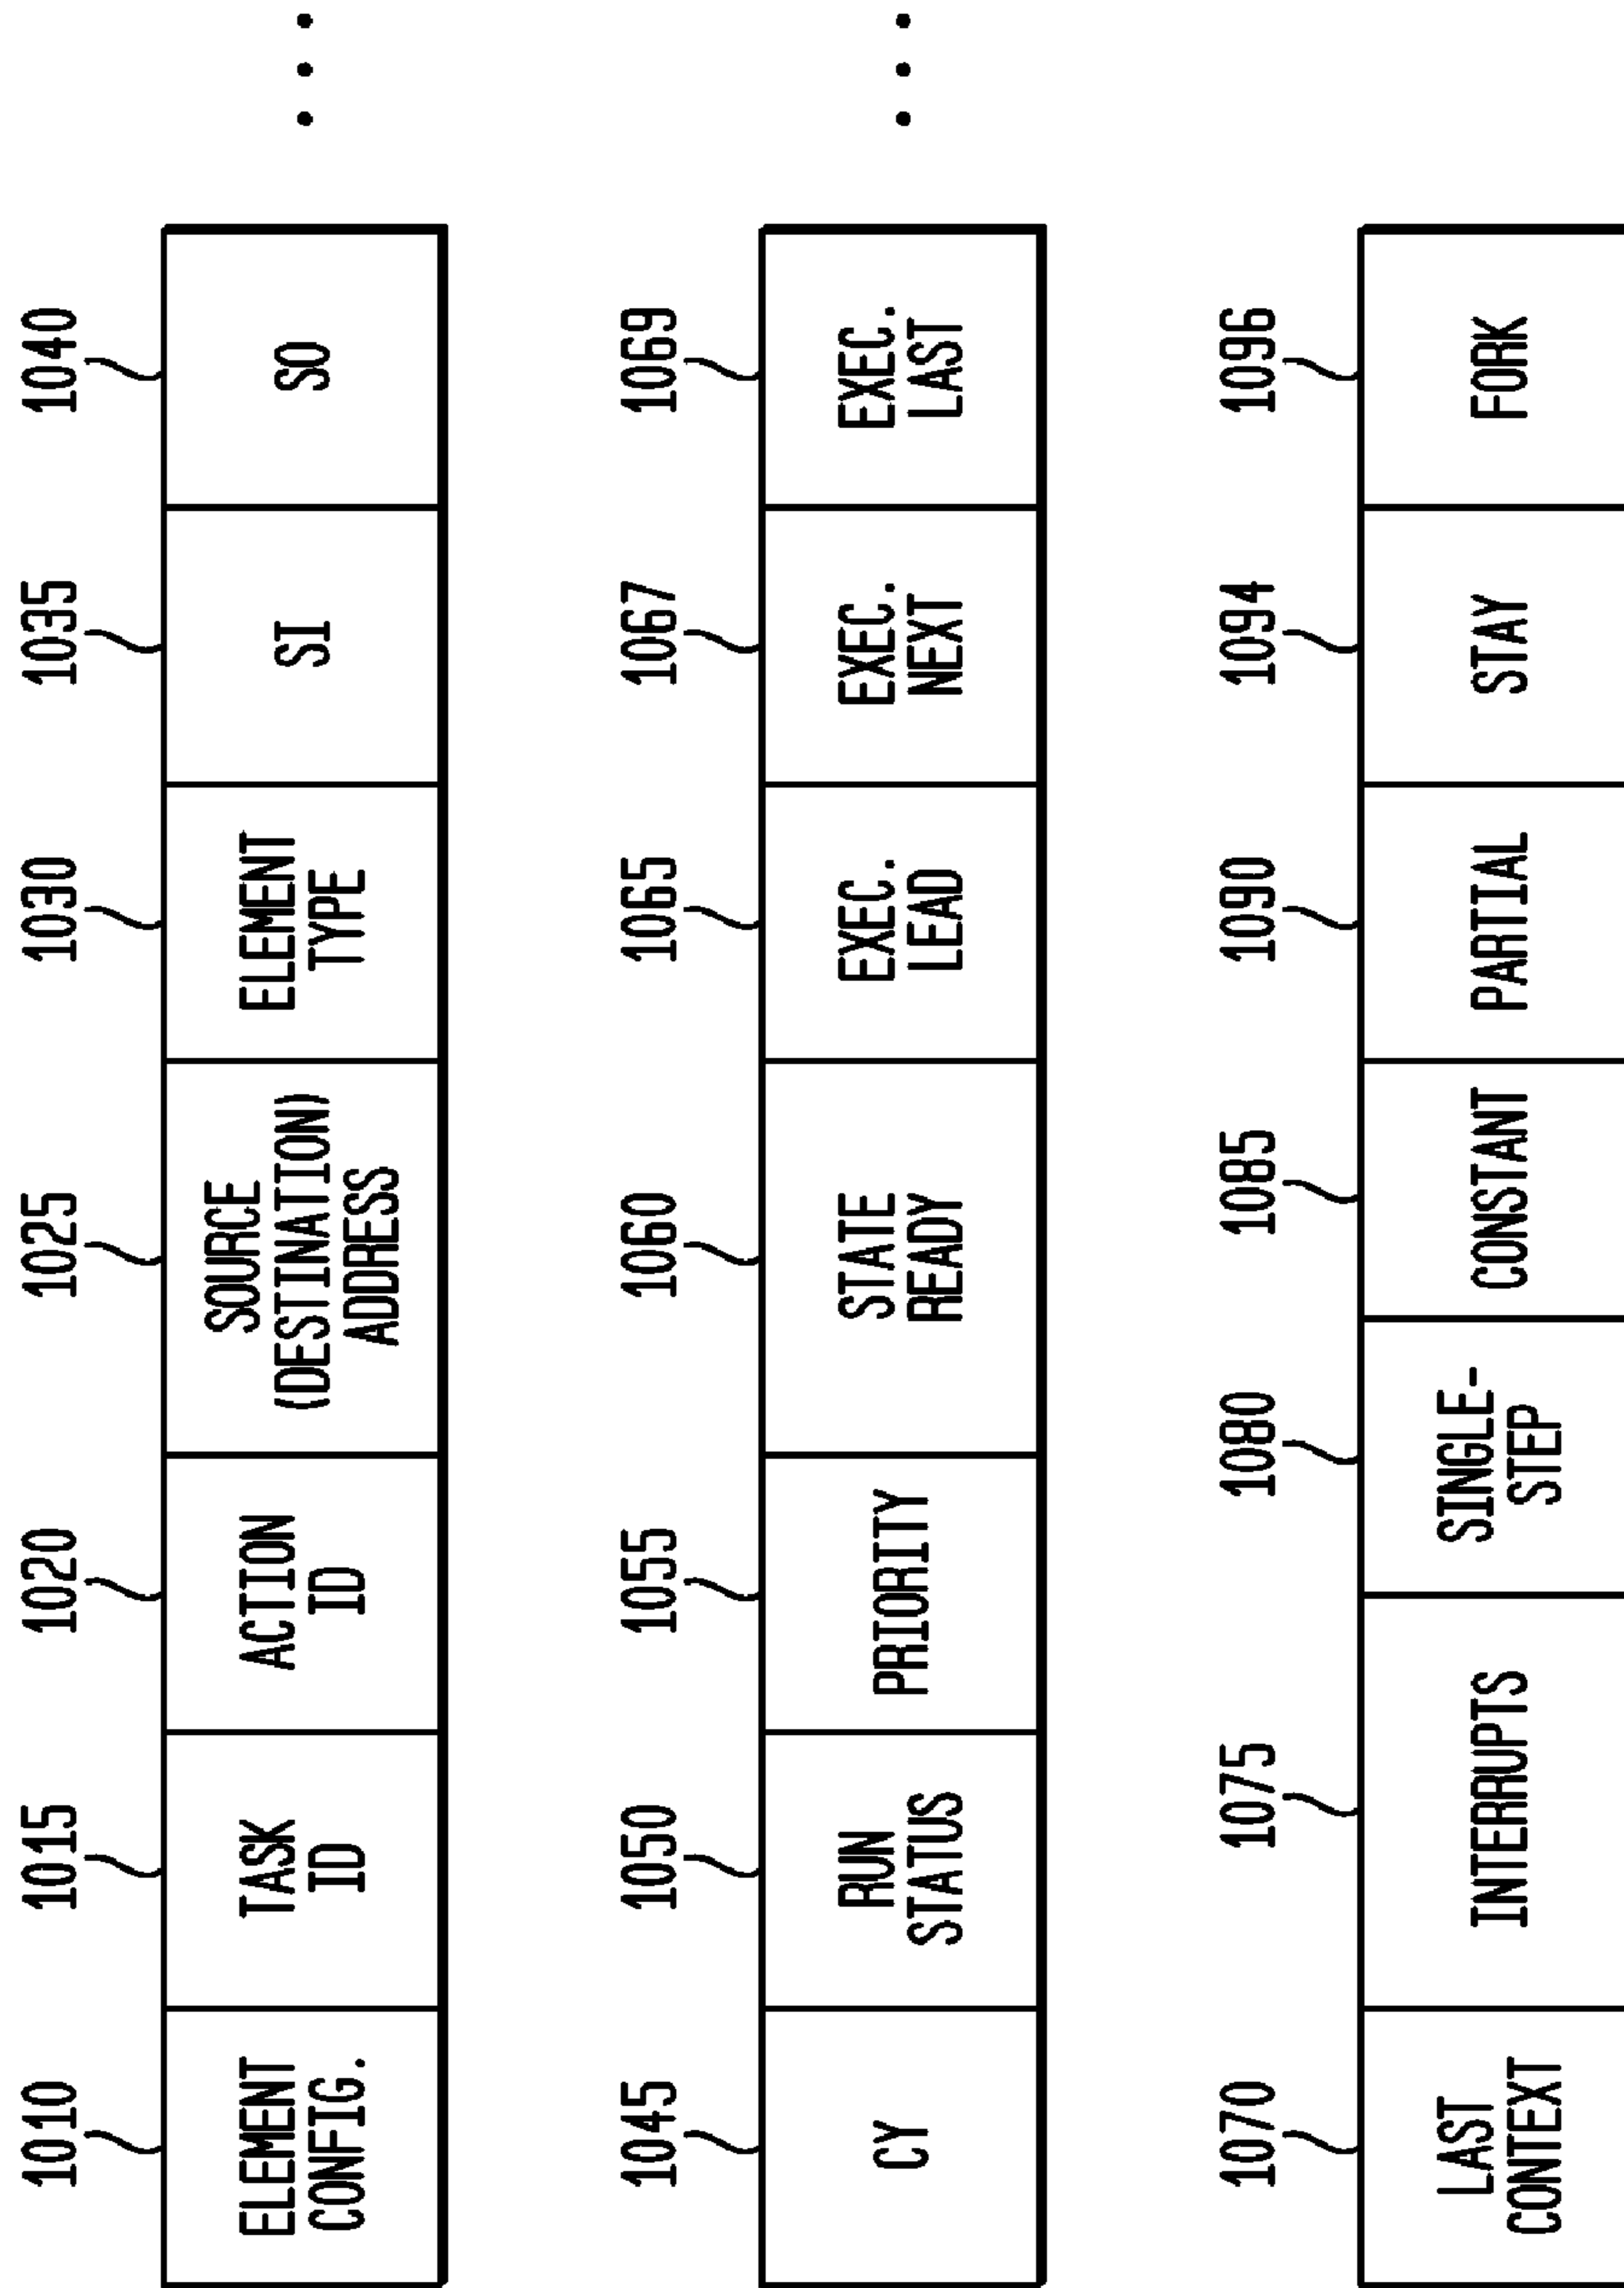 1010 1015 1020 1025 1030 1035 1040
ELEMENT
CONFIG.
TASK
ID
ACTION
ID
SOURCE
(DESTINATION)
ADDRESS
ELEMENT
TYPE
SI
SO
1045 1050 1055 1060 1065 1067 1069
CY
RUN
STATUS
PRIORITY
STATE
READY
EXEC.
LEAD
EXEC.
NEXT
EXEC.
LAST
1070 1075 1080 1085 1090 1094 1096
LAST
CONTEXT
INTERRUPTS
SINGLE-
STEP
CONSTANT
PARTIAL
STAY
FORK